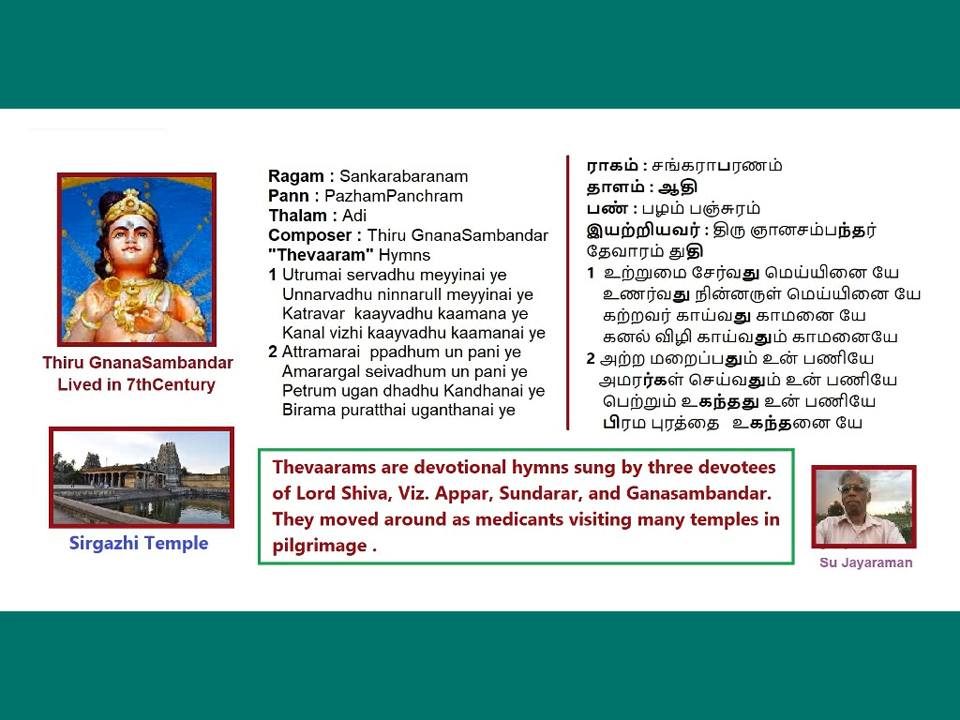 Thiru GnanaSambandar
Lived in 7thCentury
Sirgazhi Temple
Ragam : Sankarabaranam
Pann : PazhamPanchram
Thalam : Adi
Composer : Thiru GnanaSambandar
"Thevaaram" Hymns
1 Utrumai servadhu meyyinai ye
Unnarvadhu ninnarull meyyinai ye
Katravar kaayvadhu kaamana ye
Kanal vizhi kaayvadhu kaamanai ye
2 Attramarai ppadhum un pani ye
Amarargal seivadhum un pani ye
Petrum ugan dhadhu Kandhanai ye
Birama puratthai uganthanai ye
ராகம் : சங்கராபரணம்
தாளம் : ஆதி
பண் : பழம் பஞ்சுரம்
இயற்றியவர் : திரு ஞானசம்பந்தர்
தேவாரம் துதி
1 உற்றுமை சேர்வது மெய்யினை யே
உணர்வது நின்னருள் மெய்யினை யே
கற்றவர் காய்வது காமனை யே
கனல் விழி காய்வதும் காமனையே
2 அற்ற மறைப்பதும் உன் பணியே
அமரர்கள் செய்வதும் உன் பணியே
பெற்றும் உகந்தது உன் பணியே
பிரம புரத்தை உகந்தனை யே
Thevaarams are devotional hymns sung by three devotees
of Lord Shiva, Viz. Appar, Sundarar, and Ganasambandar.
They moved around as medicants visiting many temples in
pilgrimage .
Su Jayaraman